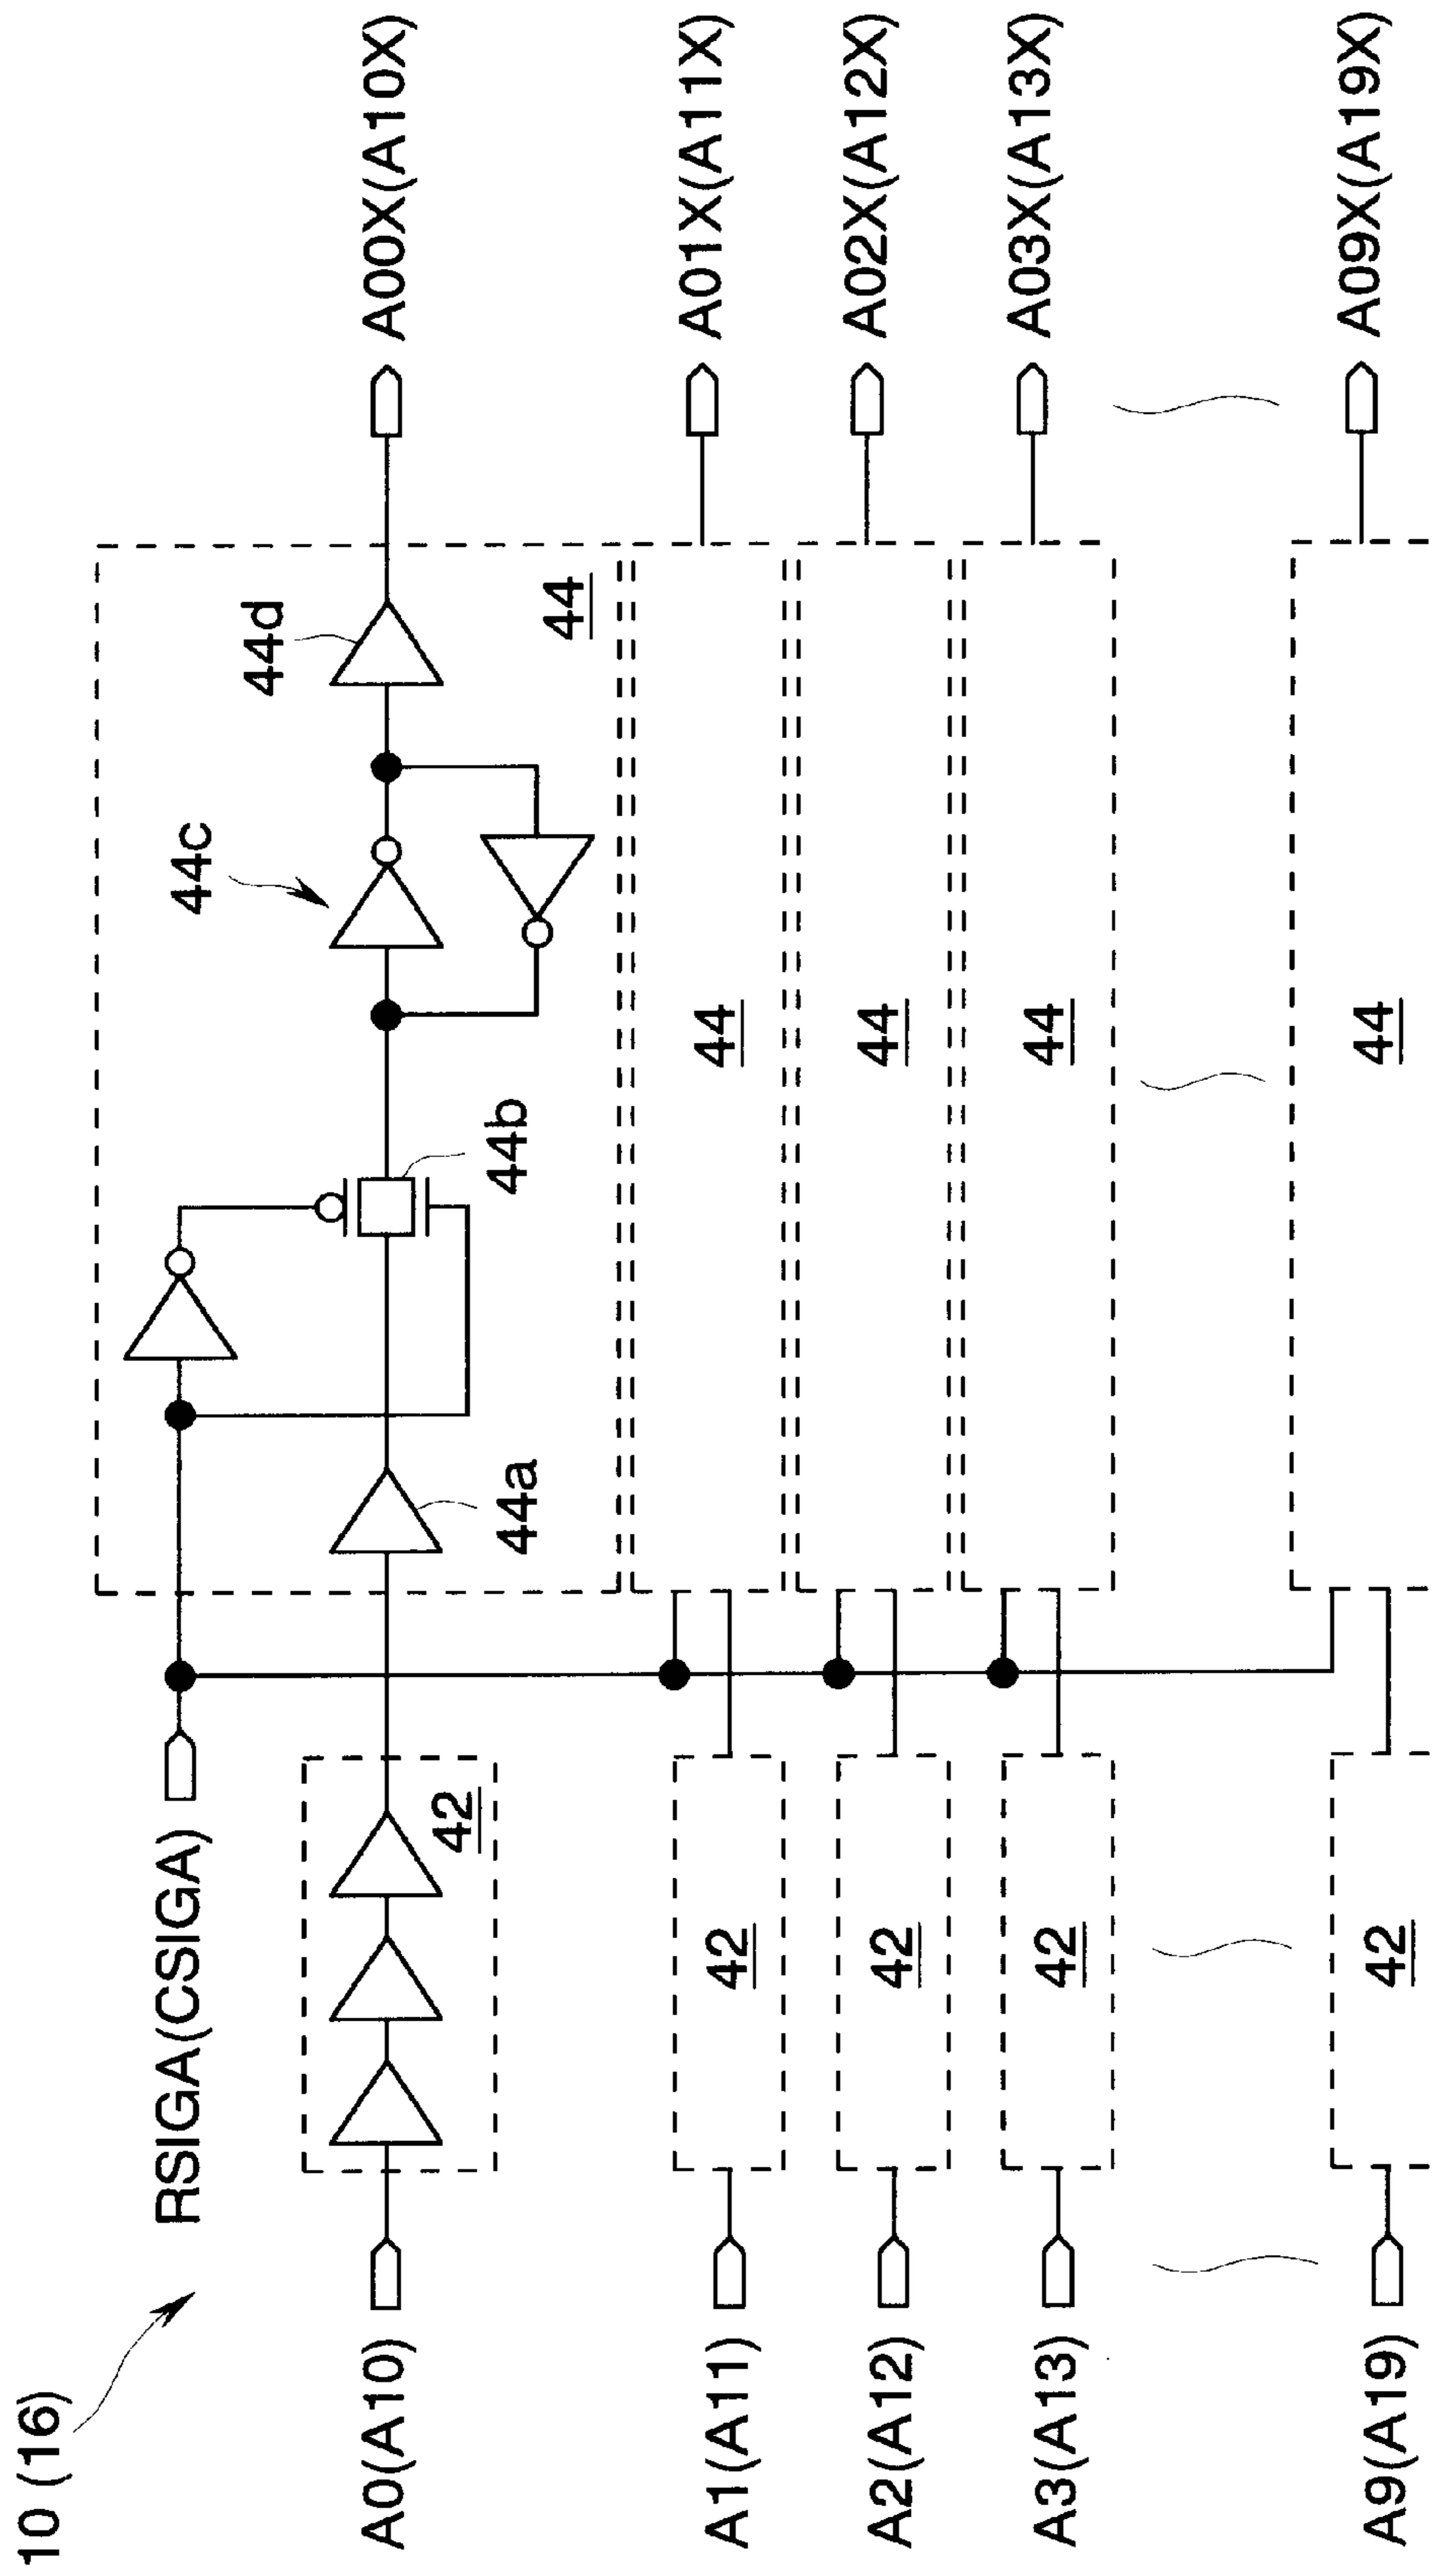 10 (16)
RSIGA(CSIGA)
A0(A10)
42
44a
44b
44c
44d
44
A00X(A10X)
A1(A11)
42
44
A01X(A11X)
A2(A12)
42
44
A02X(A12X)
A3(A13)
42
44
A03X(A13X)
A9(A19)
42
44
A09X(A19X)